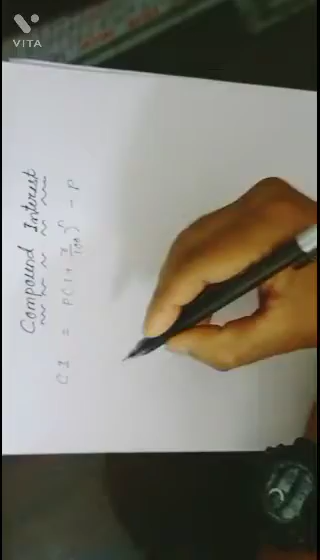 VITA
Compound Interest
CI = P(1 + r/100)^n - P